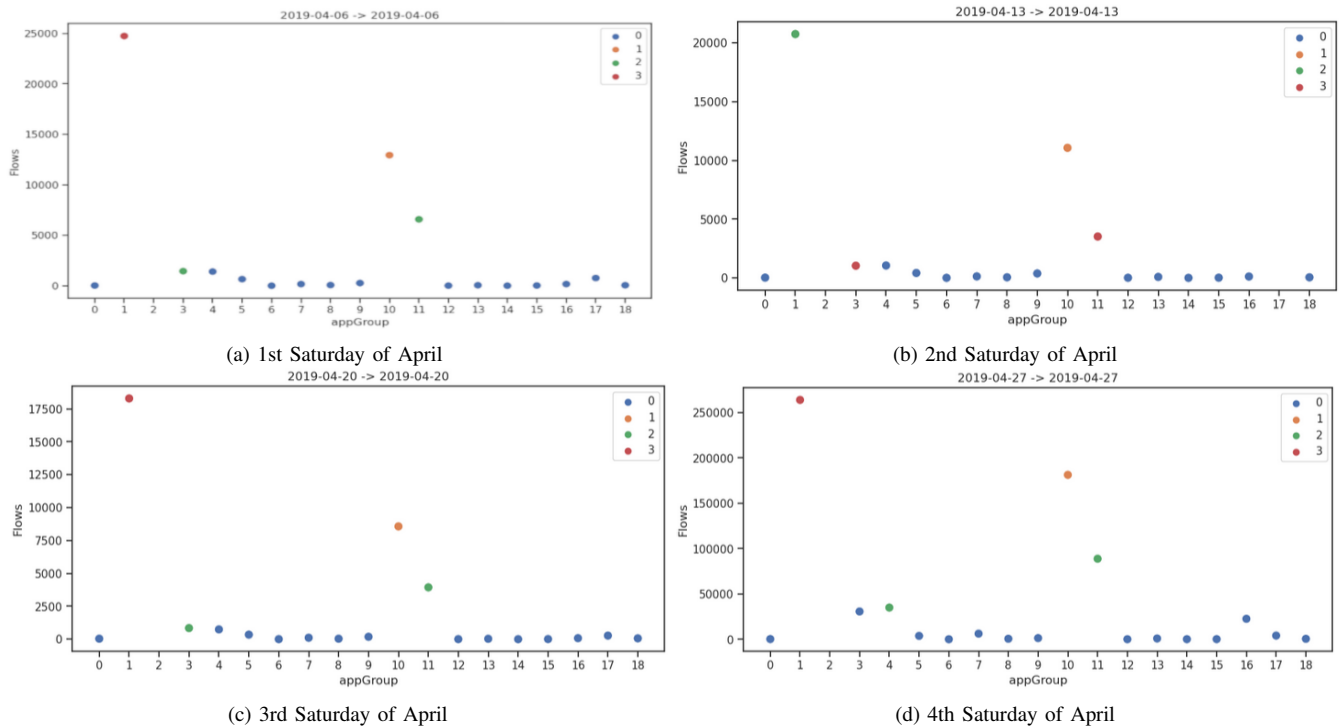 2019-04-06 -> 2019-04-06
25000
20000
15000
10000
5000
0
Flows
0
1
2
3
0 1 2 3 4 5 6 7 8 9 10 11 12 13 14 15 16 17 18
appGroup
(a) 1st Saturday of April
2019-04-13 -> 2019-04-13
20000
15000
10000
5000
0
Flows
0
1
2
3
0 1 2 3 4 5 6 7 8 9 10 11 12 13 14 15 16 17 18
appGroup
(b) 2nd Saturday of April
2019-04-20 -> 2019-04-20
17500
15000
12500
10000
7500
5000
2500
0
Flows
0
1
2
3
0 1 2 3 4 5 6 7 8 9 10 11 12 13 14 15 16 17 18
appGroup
(c) 3rd Saturday of April
2019-04-27 -> 2019-04-27
250000
200000
150000
100000
50000
0
Flows
0
1
2
3
0 1 2 3 4 5 6 7 8 9 10 11 12 13 14 15 16 17 18
appGroup
(d) 4th Saturday of April